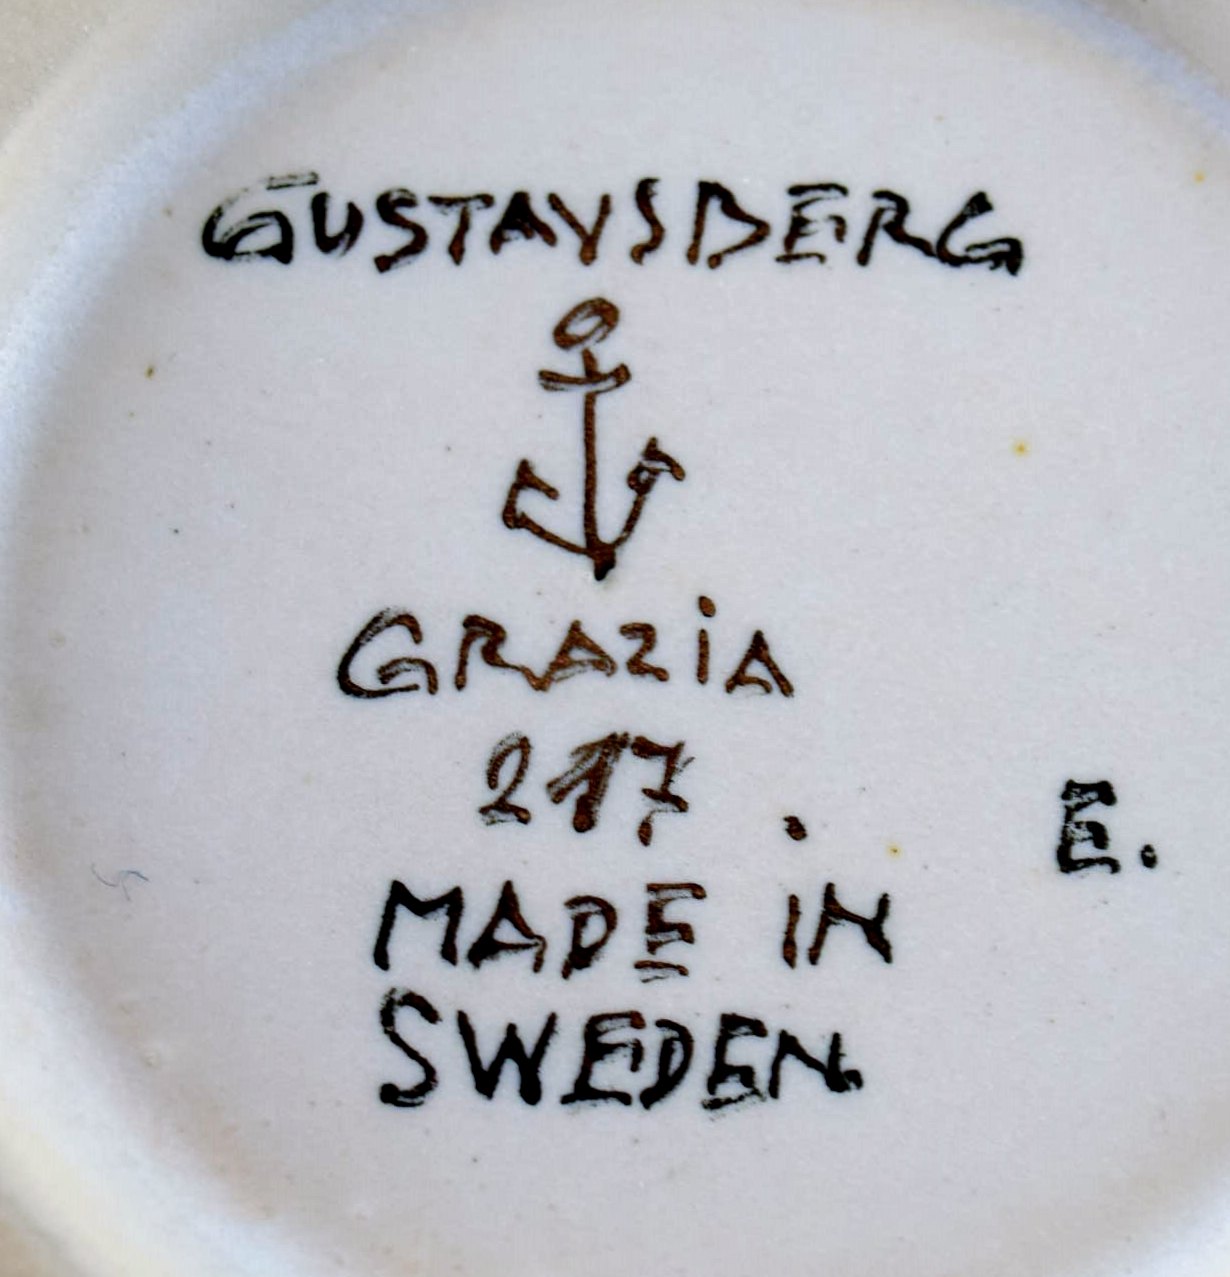 GUSTAVSBERG
GRAZiA
217.
E.
MADE IN
SWEDEN